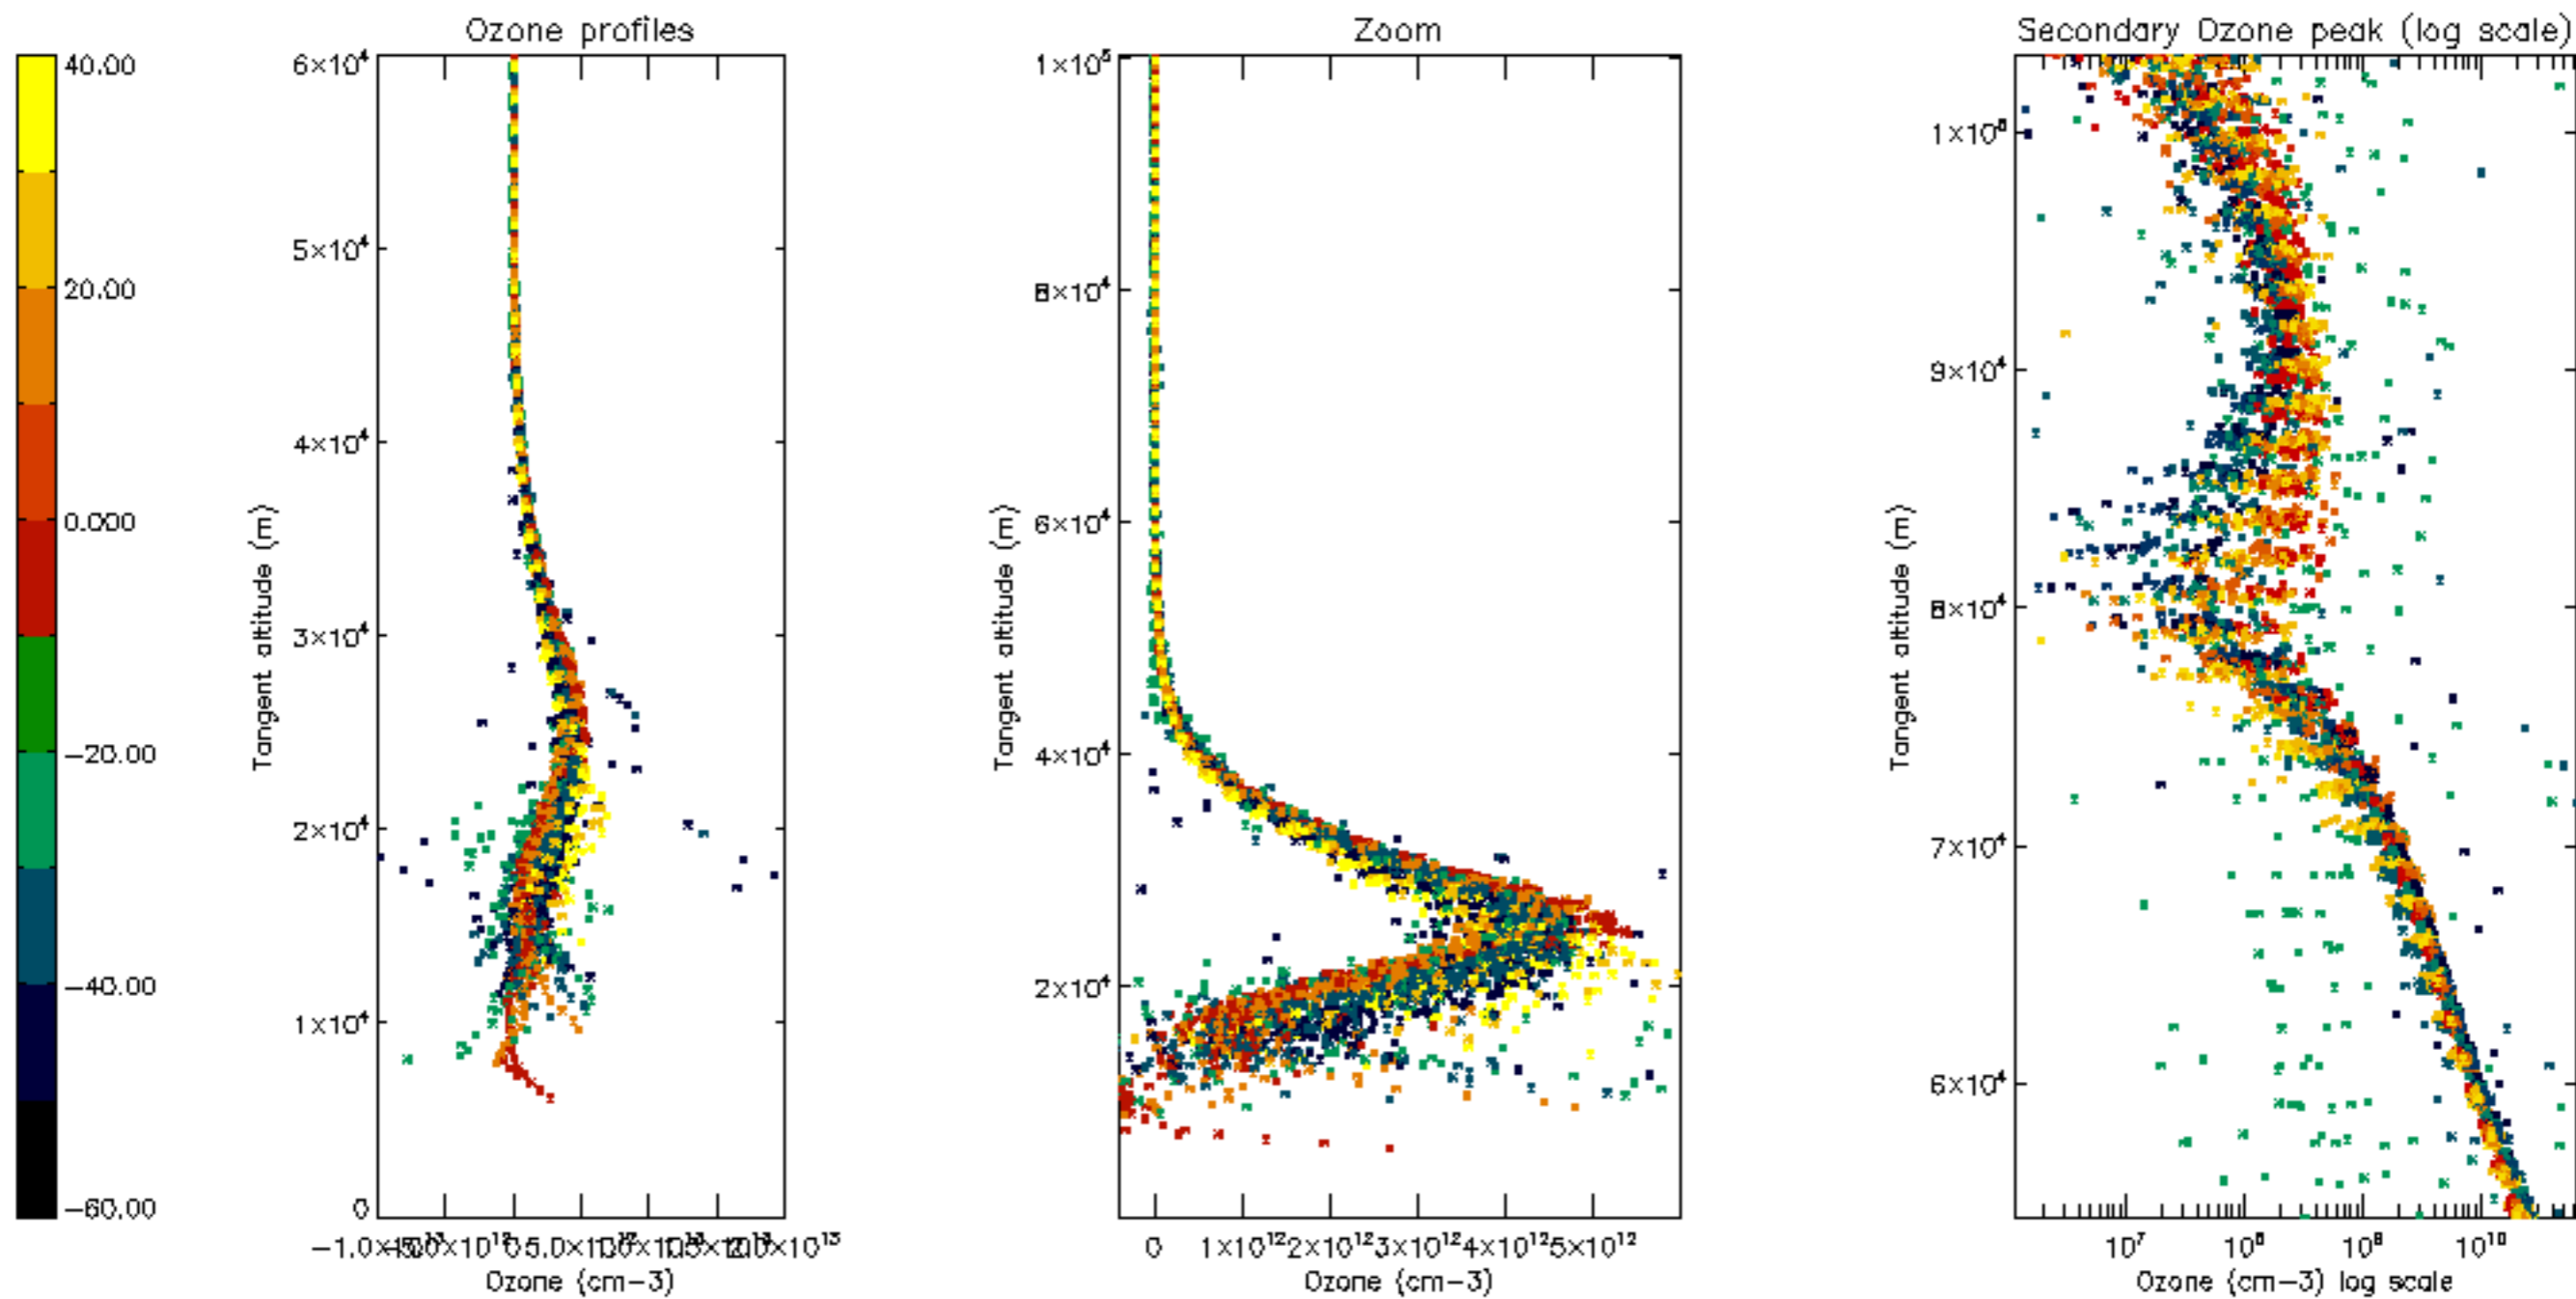 Ozone profiles
Zoom
Secondary Ozone peak (log scale)
40.00
20.00
0.000
−20.00
−40.00
−60.00
Tangent altitude (m)
6×10⁴
5×10⁴
4×10⁴
3×10⁴
2×10⁴
1×10⁴
0
Ozone (cm−3)
Tangent altitude (m)
1×10⁵
8×10⁴
6×10⁴
4×10⁴
2×10⁴
0 1×10¹² 2×10¹² 3×10¹² 4×10¹² 5×10¹²
Ozone (cm−3)
Tangent altitude (m)
9×10⁴
8×10⁴
7×10⁴
6×10⁴
10⁷ 10⁸ 10⁹ 10¹⁰
Ozone (cm−3) log scale